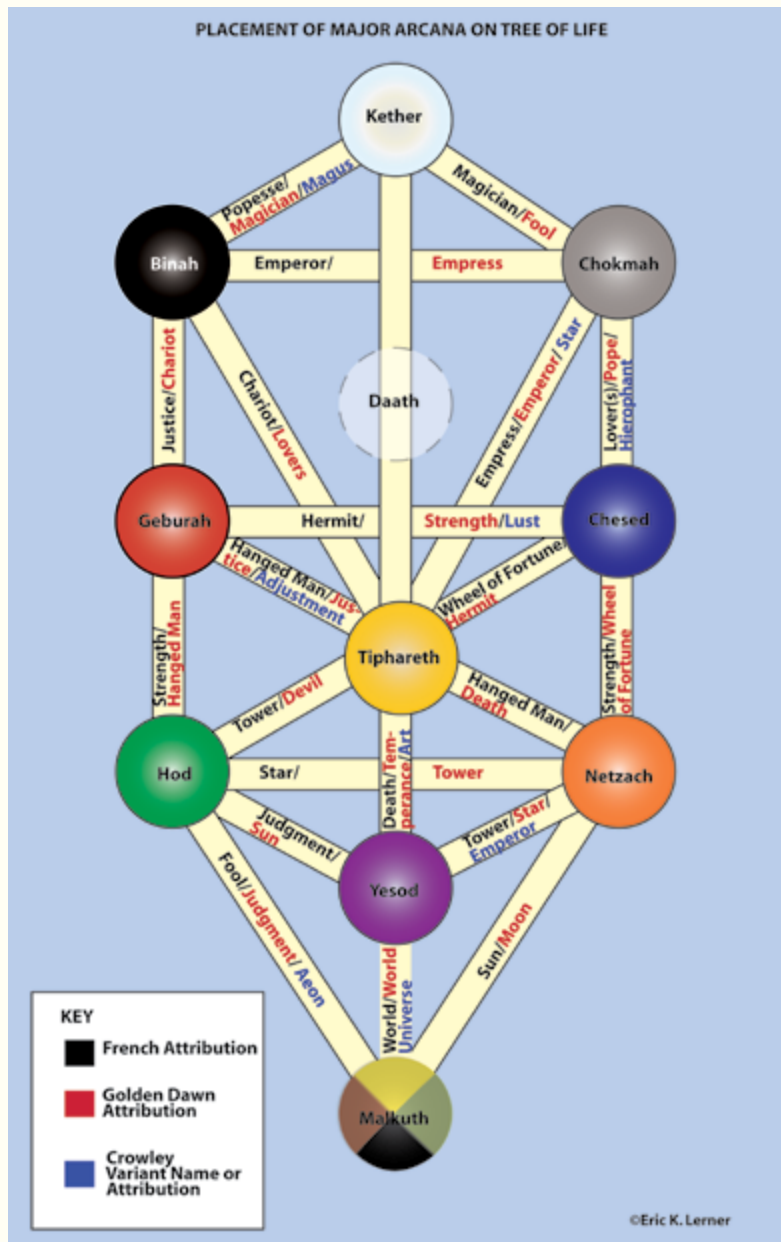 PLACEMENT OF MAJOR ARCANA ON TREE OF LIFE
Kether
Popesse/
Magician/Magus
Magician/Fool
Binah
Emperor/
Empress
Chokmah
Justice/Chariot
Chariot/Lovers
Daath
Empress/Emperor/Star
Lover(s)/Pope/
Hierophant
Geburah
Hermit/
Strength/Lust
Chesed
Hanged Man/Jus-
tice/Adjustment
Wheel of Fortune/
Hermit
Strength/
Hanged Man
Tiphareth
Strength/Wheel
of Fortune
Tower/Devil
Hanged Man/
Death
Hod
Star/
Death/Tem-
perance/Art
Tower
Netzach
Judgment/
Sun
Tower/Star/
Emperor
Yesod
Fool/Judgment/ Aeon
World/World
Universe
Sun/Moon
Malkuth
KEY
French Attribution
Golden Dawn
Attribution
Crowley
Variant Name or
Attribution
©Eric K. Lerner